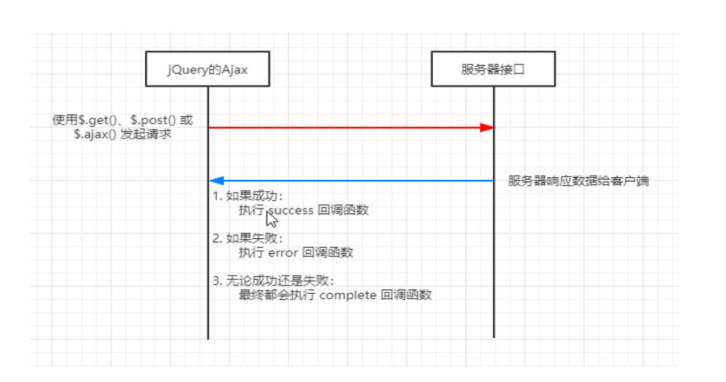 jQuery的Ajax
服务器接口
使用$.get()、$.post() 或
$.ajax() 发起请求
服务器响应数据给客户端
1. 如果成功：
执行 success 回调函数
2. 如果失败：
执行 error 回调函数
3. 无论成功还是失败：
最终都会执行 complete 回调函数